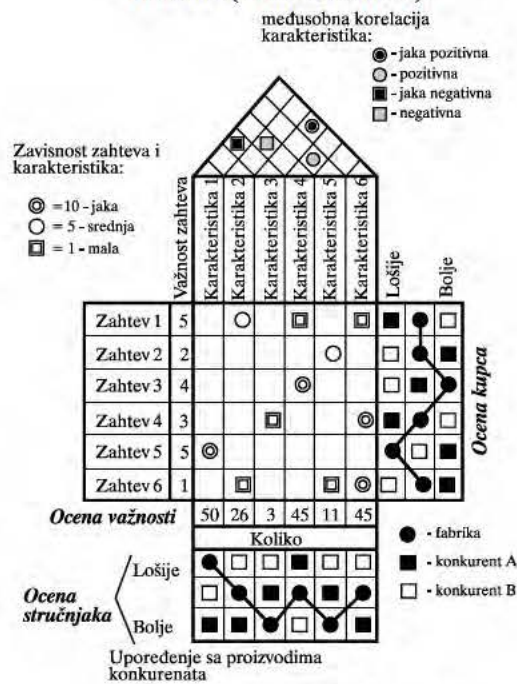 međusobna korelacija
karakteristika:
- jaka pozitivna
- pozitivna
- jaka negativna
- negativna
Zavisnost zahteva i
karakteristika:
=10 - jaka
= 5 - srednja
= 1 - mala
Važnost zahteva
Karakteristika 1
Karakteristika 2
Karakteristika 3
Karakteristika 4
Karakteristika 5
Karakteristika 6
Lošije
Bolje
Zahtev 1 5
Zahtev 2 2
Zahtev 3 4
Zahtev 4 3
Zahtev 5 5
Zahtev 6 1
Ocena kupca
Ocena važnosti 50 26 3 45 11 45
Koliko
- fabrika
- konkurent A
- konkurent B
Lošije
Ocena
stručnjaka
Bolje
Upoređenje sa proizvodima
konkurenata